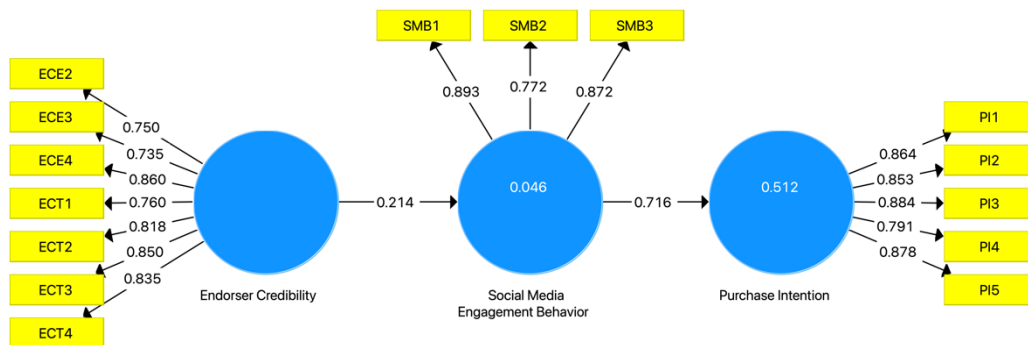 SMB1
SMB2
SMB3
0.893
0.772
0.872
ECE2
ECE3
ECE4
ECT1
ECT2
ECT3
ECT4
0.750
0.735
0.860
0.760
0.818
0.850
0.835
Endorser Credibility
0.214
0.046
Social Media
Engagement Behavior
0.716
0.512
Purchase Intention
0.864
0.853
0.884
0.791
0.878
PI1
PI2
PI3
PI4
PI5